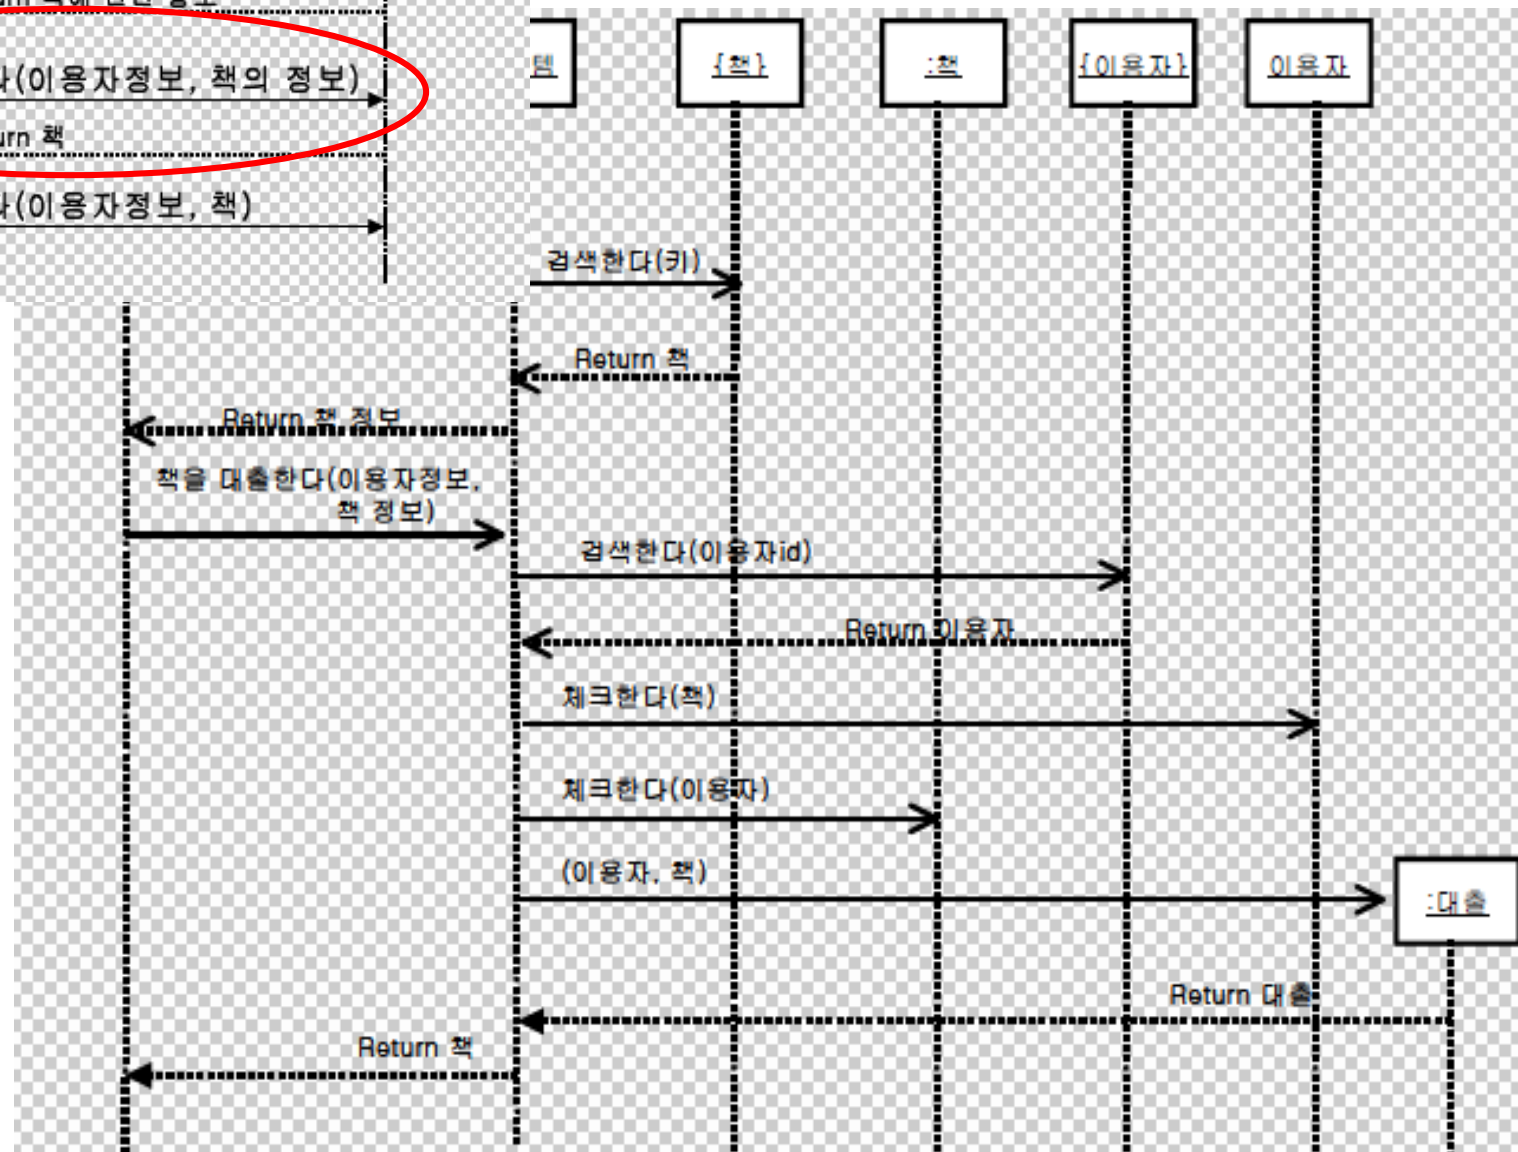 (이용자정보, 책의 정보)
책
(이용자정보, 책)
템
{책}
:책
{이용자}
이용자
검색한다(키)
Return 책
Return 책 정보
책을 대출한다(이용자정보,
책 정보)
검색한다(이용자id)
Return 이용자
체크한다(책)
체크한다(이용자)
(이용자, 책)
:대출
Return 대출
Return 책